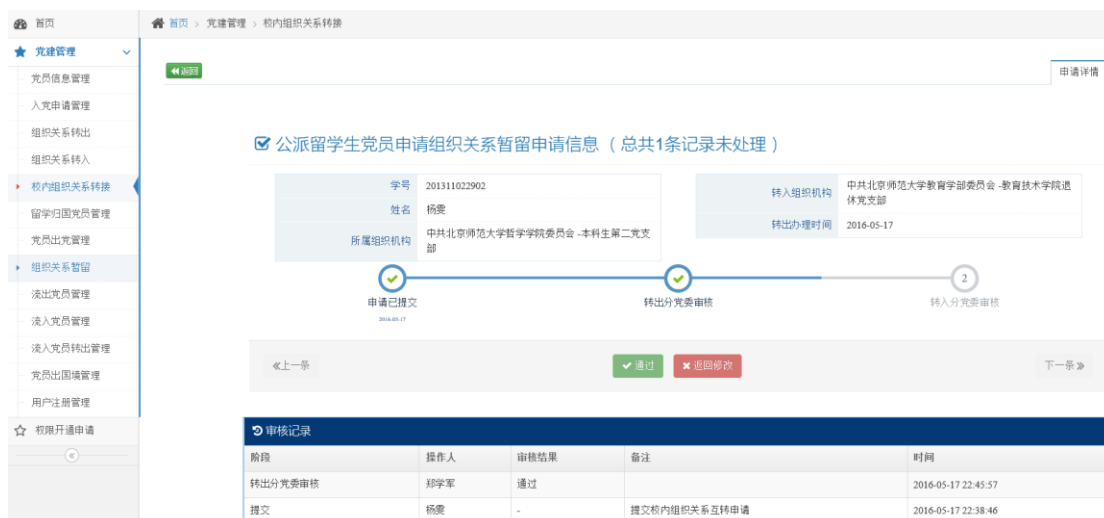 首页
首页 > 党建管理 > 校内组织关系转接
党建管理
党员信息管理
入党申请管理
组织关系转出
组织关系转入
校内组织关系转接
留学归国党员管理
党员出党管理
组织关系暂留
流出党员管理
流入党员管理
流入党员转出管理
党员出国境管理
用户注册管理
权限开通申请
返回
申请详情
公派留学生党员申请组织关系暂留申请信息（总共1条记录未处理）
学号 201311022902
姓名 杨雯
所属组织机构 中共北京师范大学哲学学院委员会 -本科生第二党支
部
转入组织机构 中共北京师范大学教育学部委员会 -教育技术学院退
休党支部
转出办理时间 2016-05-17
2
申请已提交 转出分党委审核 转入分党委审核
2016-05-17
«上一条 通过 返回修改 下一条»
审核记录
阶段 操作人 审核结果 备注 时间
转出分党委审核 郑学军 通过 2016-05-17 22:45:57
提交 杨雯 - 提交校内组织关系互转申请 2016-05-17 22:38:46